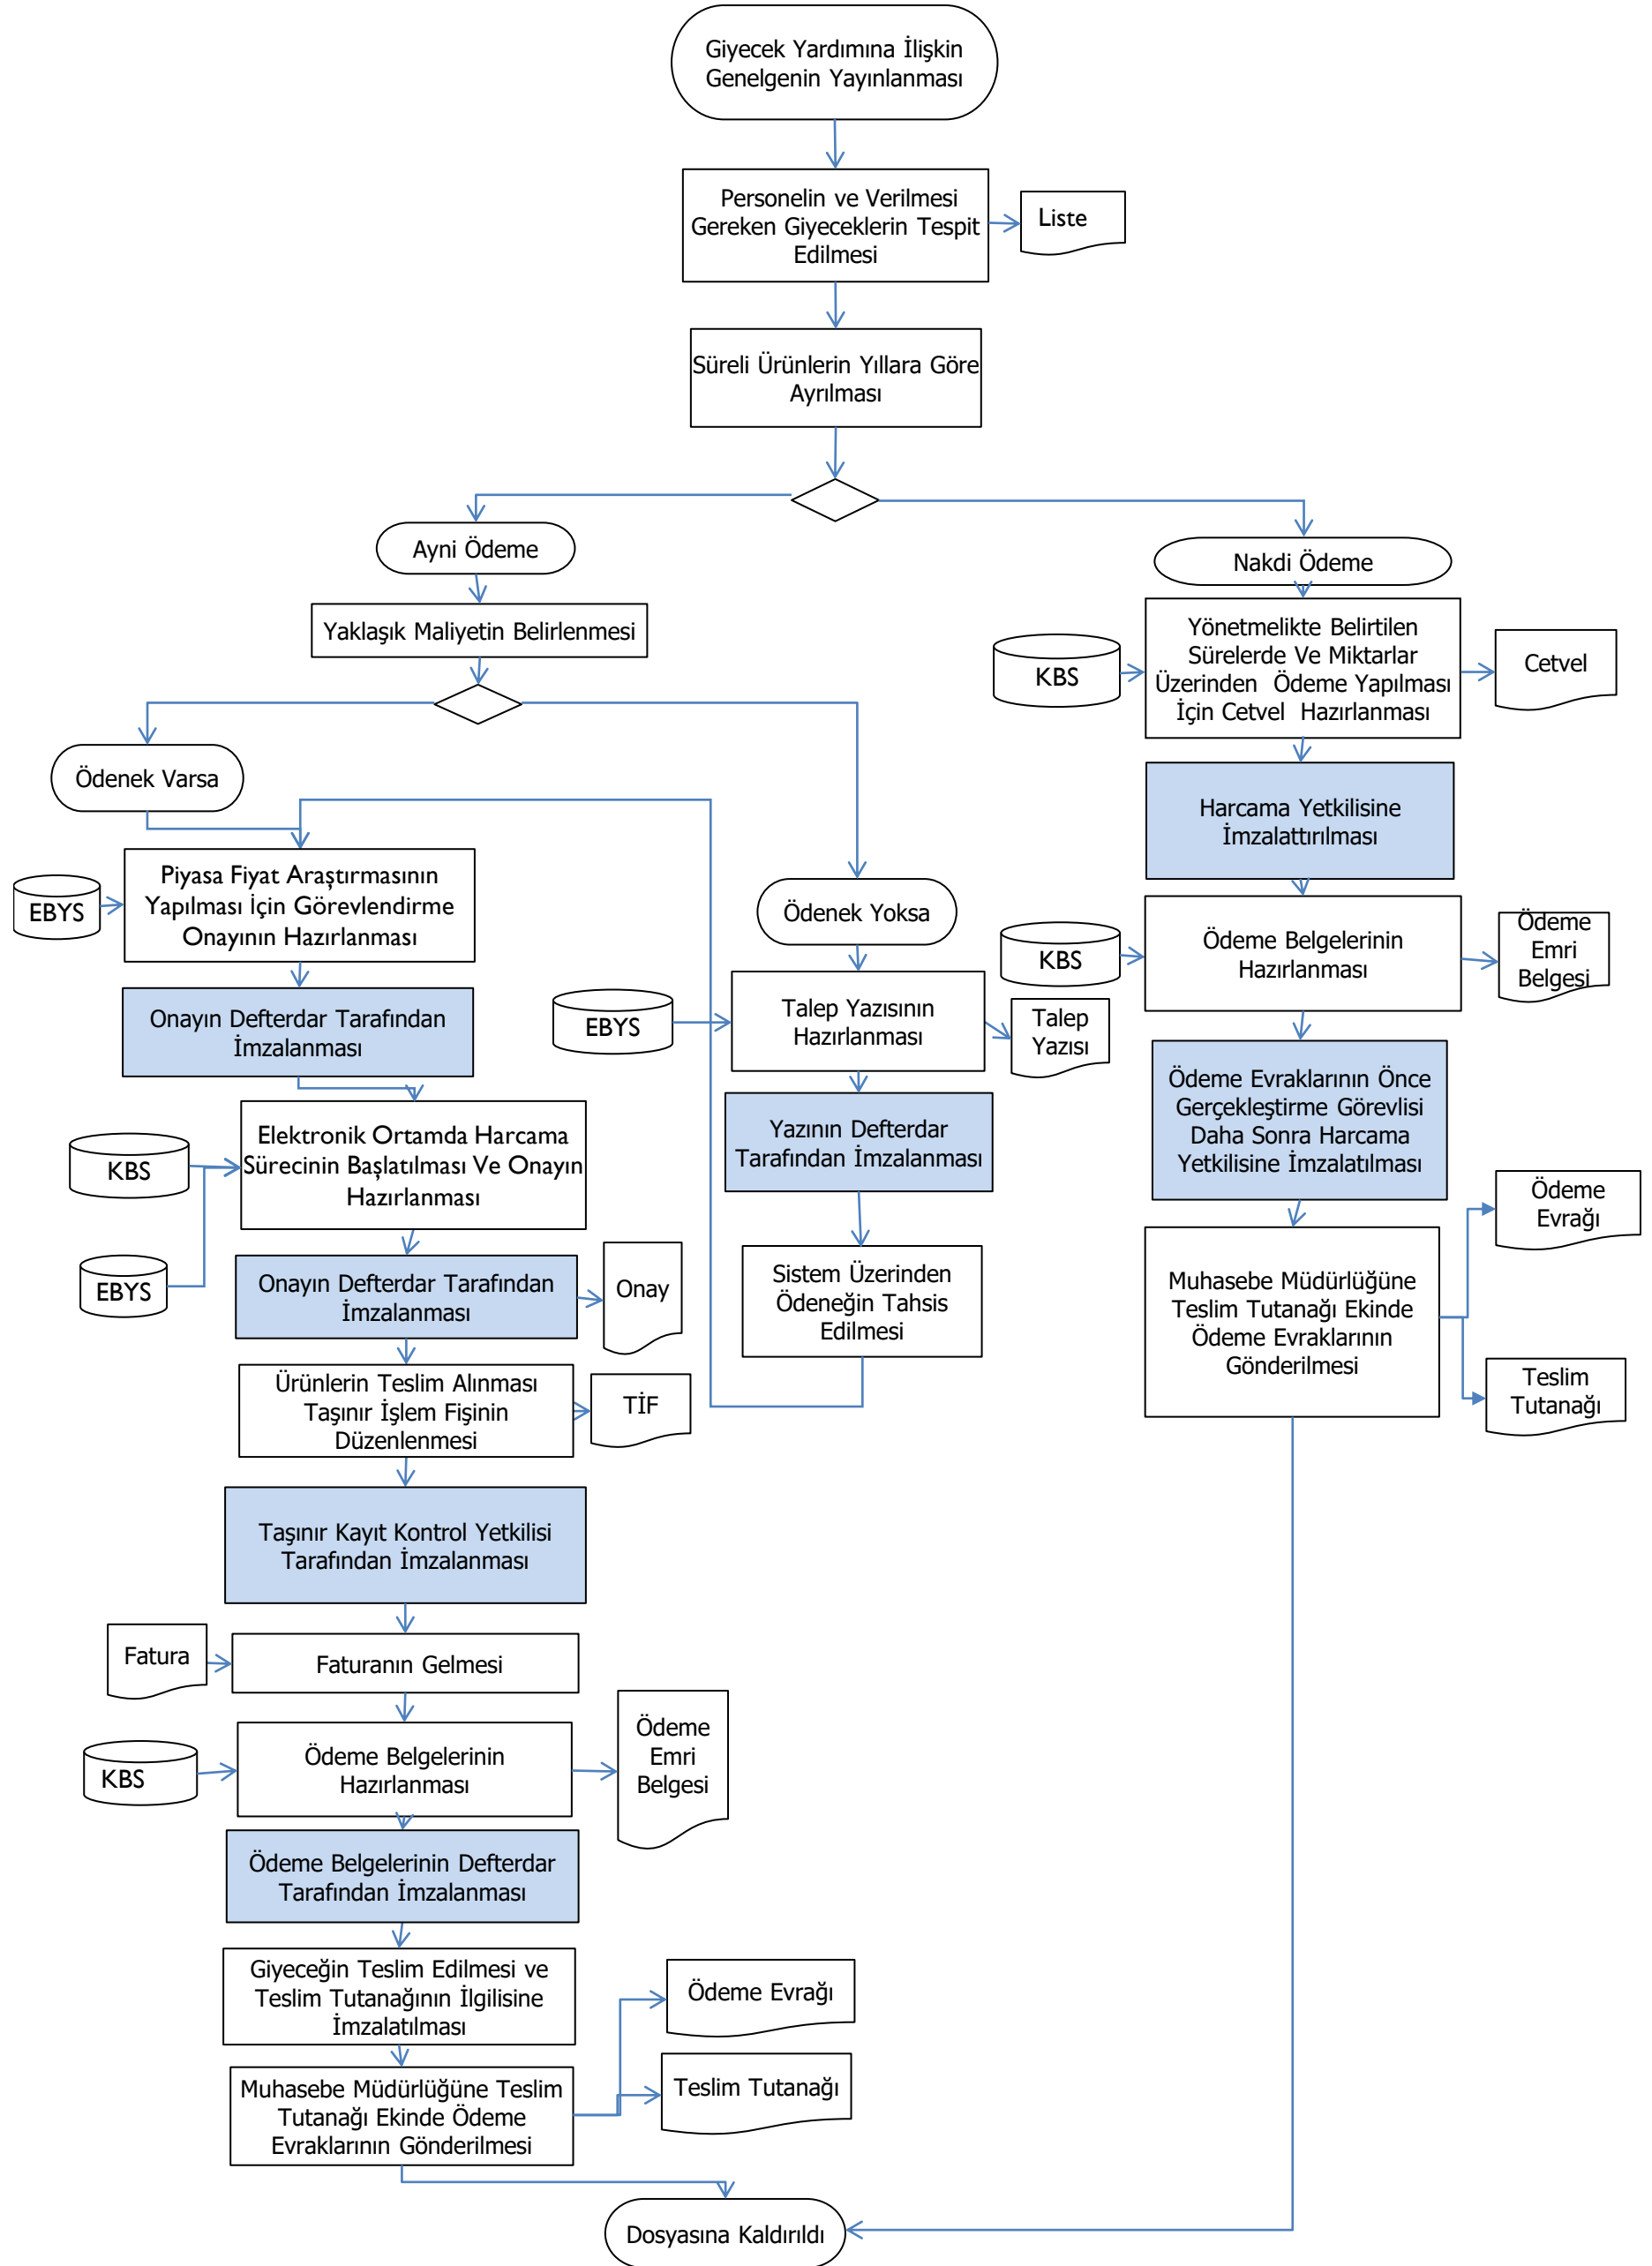 Giyecek Yardımına İlişkin
Genelgenin Yayınlanması
Personelin ve Verilmesi
Gereken Giyeceklerin Tespit
Edilmesi
Liste
Süreli Ürünlerin Yıllara Göre
Ayrılması
Ayni Ödeme
Nakdi Ödeme
Yaklaşık Maliyetin Belirlenmesi
KBS
Yönetmelikte Belirtilen
Sürelerde Ve Miktarlar
Üzerinden  Ödeme Yapılması
İçin Cetvel  Hazırlanması
Cetvel
Ödenek Varsa
Harcama Yetkilisine
İmzalattırılması
EBYS
Piyasa Fiyat Araştırmasının
Yapılması İçin Görevlendirme
Onayının Hazırlanması
Ödenek Yoksa
KBS
Ödeme Belgelerinin
Hazırlanması
Ödeme
Emri
Belgesi
Onayın Defterdar Tarafından
İmzalanması
EBYS
Talep Yazısının
Hazırlanması
Talep
Yazısı
Ödeme Evraklarının Önce
Gerçekleştirme Görevlisi
Daha Sonra Harcama
Yetkilisine İmzalatılması
KBS
Elektronik Ortamda Harcama
Sürecinin Başlatılması Ve Onayın
Hazırlanması
Yazının Defterdar
Tarafından İmzalanması
Ödeme
Evrağı
EBYS
Onayın Defterdar Tarafından
İmzalanması
Onay
Sistem Üzerinden
Ödeneğin Tahsis
Edilmesi
Muhasebe Müdürlüğüne
Teslim Tutanağı Ekinde
Ödeme Evraklarının
Gönderilmesi
Teslim
Tutanağı
Ürünlerin Teslim Alınması
Taşınır İşlem Fişinin
Düzenlenmesi
TİF
Taşınır Kayıt Kontrol Yetkilisi
Tarafından İmzalanması
Fatura
Faturanın Gelmesi
KBS
Ödeme Belgelerinin
Hazırlanması
Ödeme
Emri
Belgesi
Ödeme Belgelerinin Defterdar
Tarafından İmzalanması
Giyeceğin Teslim Edilmesi ve
Teslim Tutanağının İlgilisine
İmzalatılması
Ödeme Evrağı
Teslim Tutanağı
Muhasebe Müdürlüğüne Teslim
Tutanağı Ekinde Ödeme
Evraklarının Gönderilmesi
Dosyasına Kaldırıldı